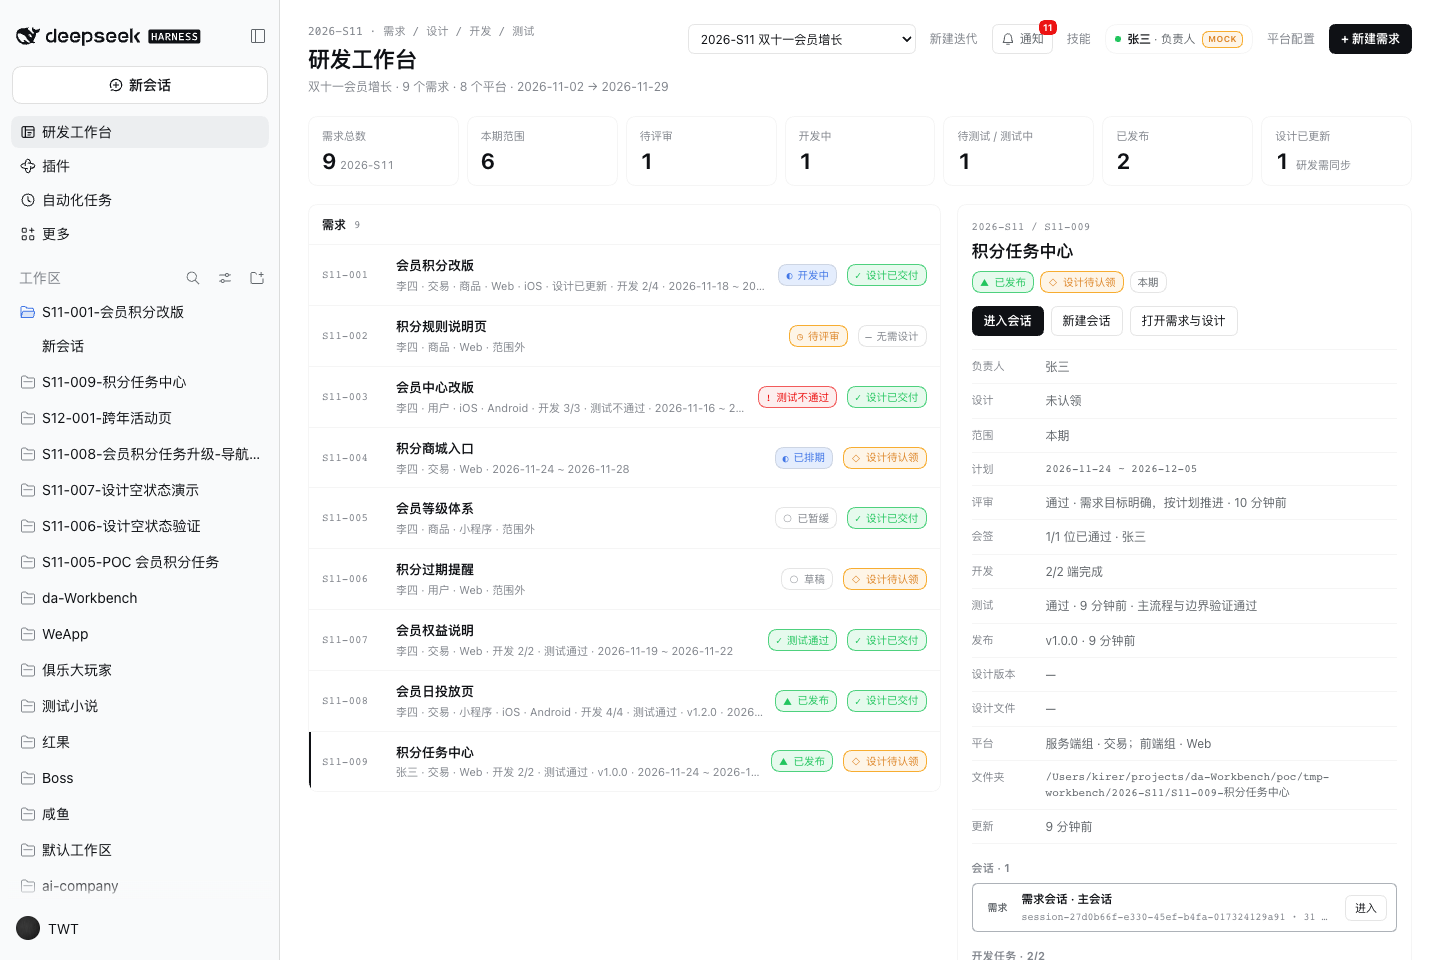 deepseek HARNESS
新会话
研发工作台
插件
自动化任务
更多
工作区
S11-001-会员积分改版
新会话
S11-009-积分任务中心
S12-001-跨年活动页
S11-008-会员积分任务升级-导航...
S11-007-设计空状态演示
S11-006-设计空状态验证
S11-005-POC 会员积分任务
da-Workbench
WeApp
俱乐大玩家
测试小说
红果
Boss
咸鱼
默认工作区
ai-company
TWT
2026-S11 · 需求 / 设计 / 开发 / 测试
研发工作台
双十一会员增长 · 9 个需求 · 8 个平台 · 2026-11-02 → 2026-11-29
2026-S11 双十一会员增长
新建迭代
通知
11
技能
张三 · 负责人 MOCK
平台配置
+ 新建需求
需求总数
9 2026-S11
本期范围
6
待评审
1
开发中
1
待测试 / 测试中
1
已发布
2
设计已更新
1 研发需同步
需求 9
S11-001
会员积分改版
李四 · 交易 · 商品 · Web · iOS · 设计已更新 · 开发 2/4 · 2026-11-18 ~ 20...
◐ 开发中
✓ 设计已交付
S11-002
积分规则说明页
李四 · 商品 · Web · 范围外
◷ 待评审
— 无需设计
S11-003
会员中心改版
李四 · 用户 · iOS · Android · 开发 3/3 · 测试不通过 · 2026-11-16 ~ 2...
! 测试不通过
✓ 设计已交付
S11-004
积分商城入口
李四 · 交易 · Web · 2026-11-24 ~ 2026-11-28
◐ 已排期
◇ 设计待认领
S11-005
会员等级体系
李四 · 商品 · 小程序 · 范围外
○ 已暂缓
✓ 设计已交付
S11-006
积分过期提醒
李四 · 用户 · Web · 范围外
○ 草稿
◇ 设计待认领
S11-007
会员权益说明
李四 · 交易 · Web · 开发 2/2 · 测试通过 · 2026-11-19 ~ 2026-11-22
✓ 测试通过
✓ 设计已交付
S11-008
会员日投放页
李四 · 交易 · 小程序 · iOS · Android · 开发 4/4 · 测试通过 · v1.2.0 · 2026...
▲ 已发布
✓ 设计已交付
S11-009
积分任务中心
张三 · 交易 · Web · 开发 2/2 · 测试通过 · v1.0.0 · 2026-11-24 ~ 2026-1...
▲ 已发布
◇ 设计待认领
2026-S11 / S11-009
积分任务中心
▲ 已发布
◇ 设计待认领
本期
进入会话
新建会话
打开需求与设计
负责人 张三
设计 未认领
范围 本期
计划 2026-11-24 ~ 2026-12-05
评审 通过 · 需求目标明确，按计划推进 · 10 分钟前
会签 1/1 位已通过 · 张三
开发 2/2 端完成
测试 通过 · 9 分钟前 · 主流程与边界验证通过
发布 v1.0.0 · 9 分钟前
设计版本 —
设计文件 —
平台 服务端组 · 交易；前端组 · Web
文件夹 /Users/kirer/projects/da-Workbench/poc/tmp-
workbench/2026-S11/S11-009-积分任务中心
更新 9 分钟前
会话 · 1
需求
需求会话 · 主会话
session-27d0b66f-e330-45ef-b4fa-017324129a91 · 31 …
进入
开发任务 · 2/2